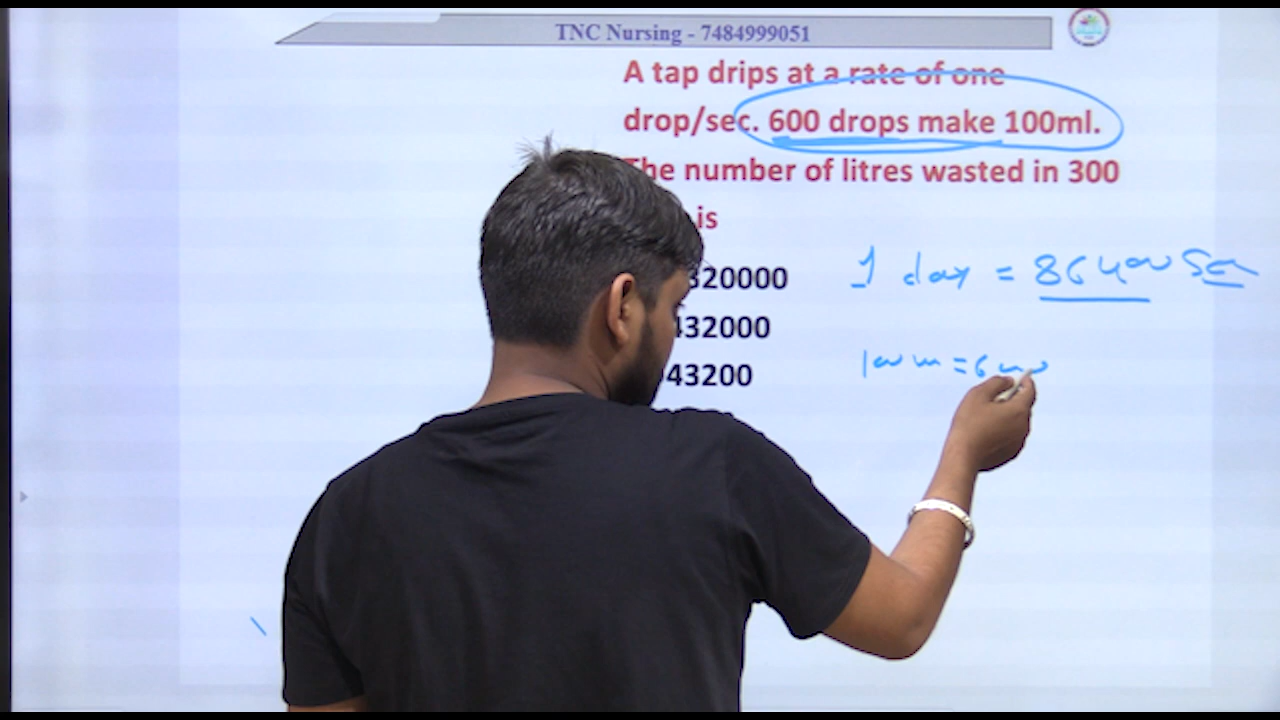 TNC Nursing - 7484999051
A tap drips at a rate of one
drop/sec. 600 drops make 100ml.
The number of litres wasted in 300
is
320000
432000
43200
1 day = 86400 Sec
100 m = 600